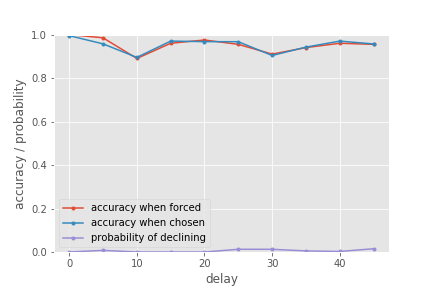 1.0
0.8
0.6
0.4
0.2
0.0
accuracy / probability
accuracy when forced
accuracy when chosen
probability of declining
0 10 20 30 40
delay